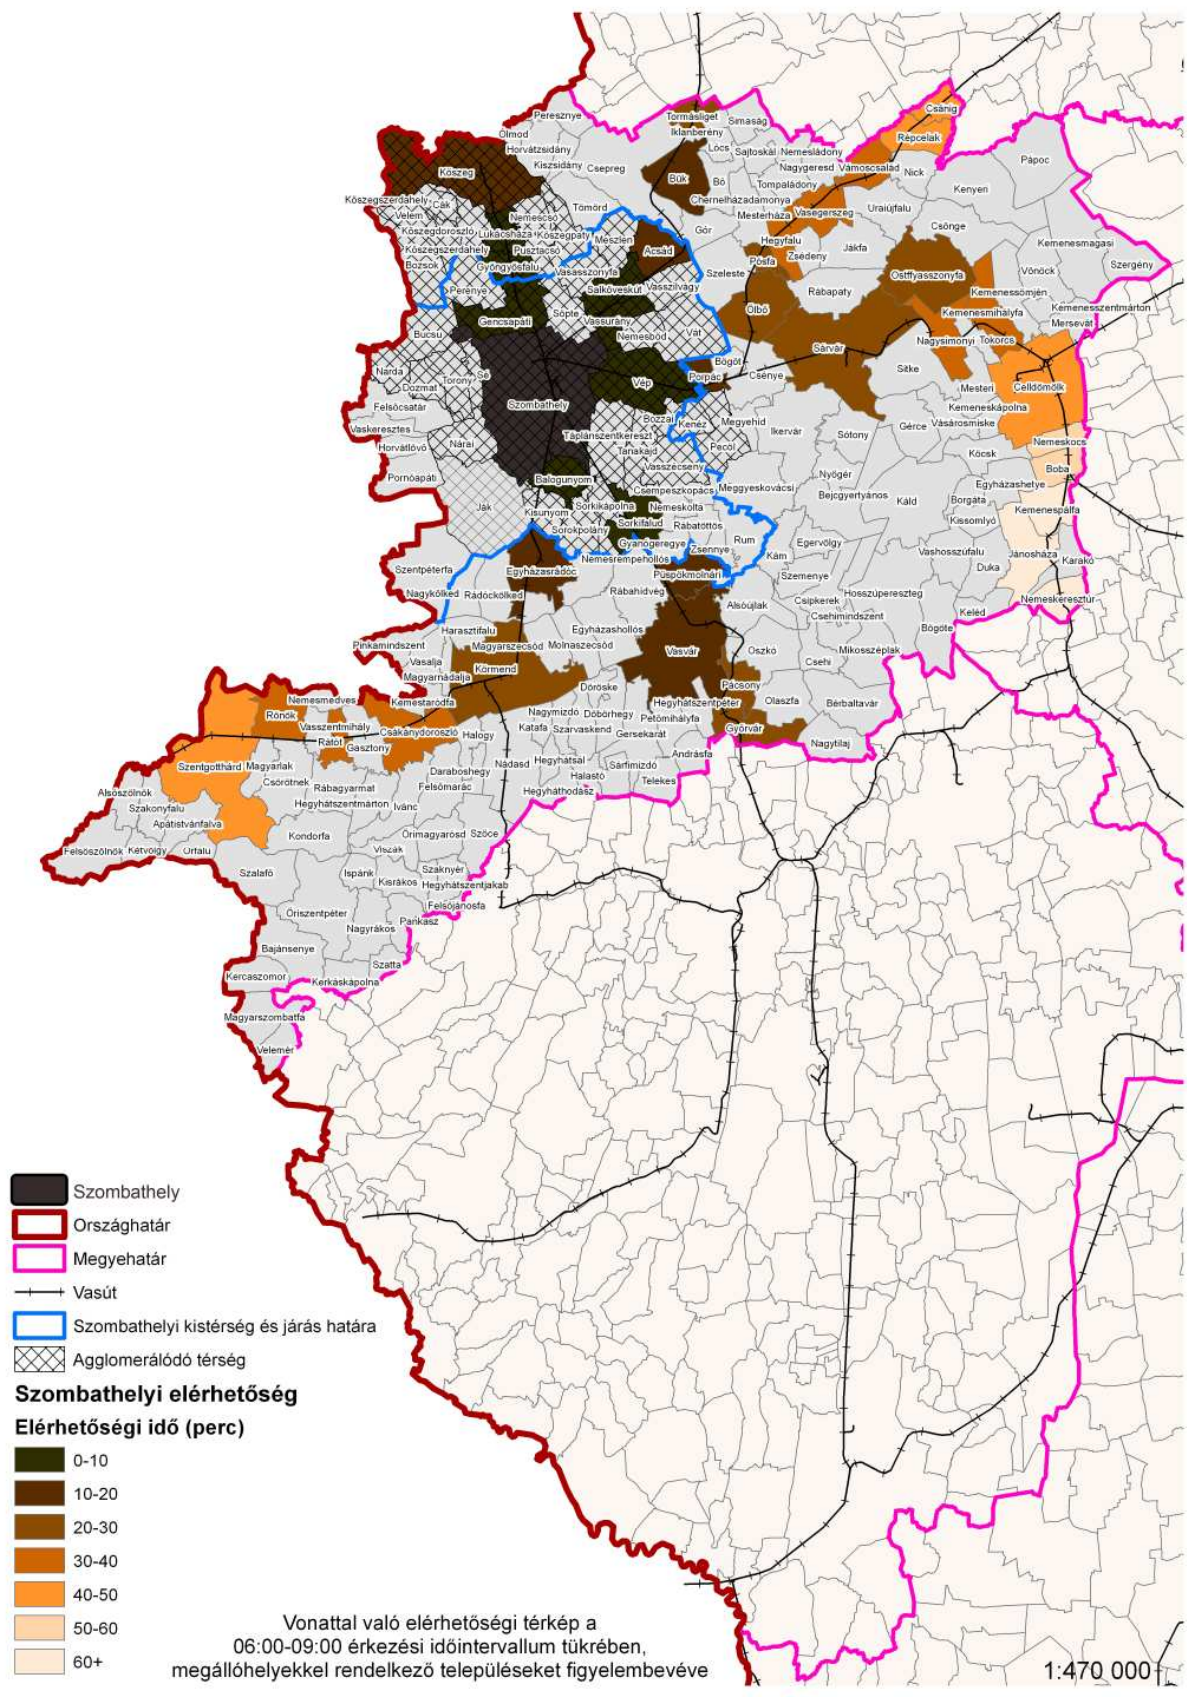 Csánig
Tormásliget
Peresznye
Simaság
Iklanberény
Répcelak
Ólmod
Lócs
Horvátzsidány
Sajtoskál
Nemesládony
Pápoc
Kiszsidány
Csepreg
Nagygeresd
Vámoscsalád
Nick
Kőszeg
Bük
Bő
Tompaládony
Kenyeri
Kőszegszerdahely
Cák
Chernelházadamonya
Velem
Nemescsó
Tömörd
Mesterháza
Vasegerszeg
Uraiújfalu
Kőszegdoroszló
Lukácsháza
Kőszegpaty
Gór
Csönge
Meszlen
Hegyfalu
Jákfa
Kemenesmagasi
Kőszegszerdahely
Pusztacsó
Acsád
Zsédeny
Pósfa
Szergény
Bozsok
Gyöngyösfalu
Vasasszonyfa
Szeleste
Ostffyasszonyfa
Vönöck
Perenye
Salköveskút
Vasszilvágy
Rábapaty
Kemenessömjén
Kemenesszentmárton
Gencsapáti
Söpte
Vassurány
Ölbő
Kemenesmihályfa
Mersevát
Bucsu
Nemesbőd
Vát
Sárvár
Nagysimonyi
Tokorcs
Narda
Torony
Sé
Bögöt
Sitke
Dozmat
Vép
Porpác
Csénye
Mesteri
Celldömölk
Felsőcsatár
Szombathely
Kemeneskápolna
Vaskeresztes
Bozzai
Kenéz
Megyehíd
Ikervár
Gérce
Vásárosmiske
Horvátlövő
Nárai
Táplánszentkereszt
Sótony
Nemeskocs
Tanakajd
Pecöl
Köcsk
Pornóapáti
Vasszécseny
Nyőgér
Boba
Balogunyom
Csempeszkopács
Meggyeskovácsi
Bejcgyertyános
Káld
Borgáta
Egyházashetye
Ják
Kisunyom
Sorkikápolna
Nemeskolta
Kissomlyó
Kemenespálfa
Sorokpolány
Sorkifalud
Rábatöttös
Rum
Egervölgy
Gyanógeregye
Zsennye
Kám
Vashosszúfalu
Jánosháza
Karakó
Nemesrempehollós
Szentpéterfa
Egyházasrádóc
Püspökmolnári
Szemenye
Duka
Nagykölked
Rádóckölked
Rábahídvég
Alsóújlak
Csipkerek
Hosszúpereszteg
Nemeskeresztúr
Csehimindszent
Keléd
Harasztifalu
Egyházashollós
Bögöte
Pinkamindszent
Magyarszecsőd
Molnaszecsőd
Vasvár
Oszkó
Mikosszéplak
Vasalja
Körmend
Csehi
Magyarnádalja
Döröske
Pácsony
Nemesmedves
Kemestaródfa
Hegyhátszentpéter
Olaszfa
Bérbaltavár
Rönök
Nagymizdó
Döbörhegy
Petőmihályfa
Vasszentmihály
Csákánydoroszló
Halogy
Katafa
Szarvaskend
Gersekarát
Győrvár
Rátót
Gasztony
Andrásfa
Nagytilaj
Szentgotthárd
Magyarlak
Nádasd
Hegyhátsál
Sárfimizdó
Csörötnek
Daraboshegy
Halastó
Telekes
Alsószölnök
Rábagyarmat
Felsőmarác
Hegyháthodász
Szakonyfalu
Hegyhátszentmárton
Ivánc
Apátistvánfalva
Kondorfa
Őrimagyarósd
Szőce
Felsőszölnök
Kétvölgy
Orfalu
Viszák
Szalafő
Ispánk
Szaknyér
Kisrákos
Hegyhátszentjakab
Őriszentpéter
Felsőjánosfa
Nagyrákos
Pankasz
Bajánsenye
Szatta
Kercaszomor
Kerkáskápolna
Magyarszombatfa
Velemér
Szombathely
Országhatár
Megyehatár
Vasút
Szombathelyi kistérség és járás határa
Agglomerálódó térség
Szombathelyi elérhetőség
Elérhetőségi idő (perc)
0-10
10-20
20-30
30-40
40-50
50-60
60+
Vonattal való elérhetőségi térkép a
06:00-09:00 érkezési időintervallum tükrében,
megállóhelyekkel rendelkező településeket figyelembevéve
1:470 000